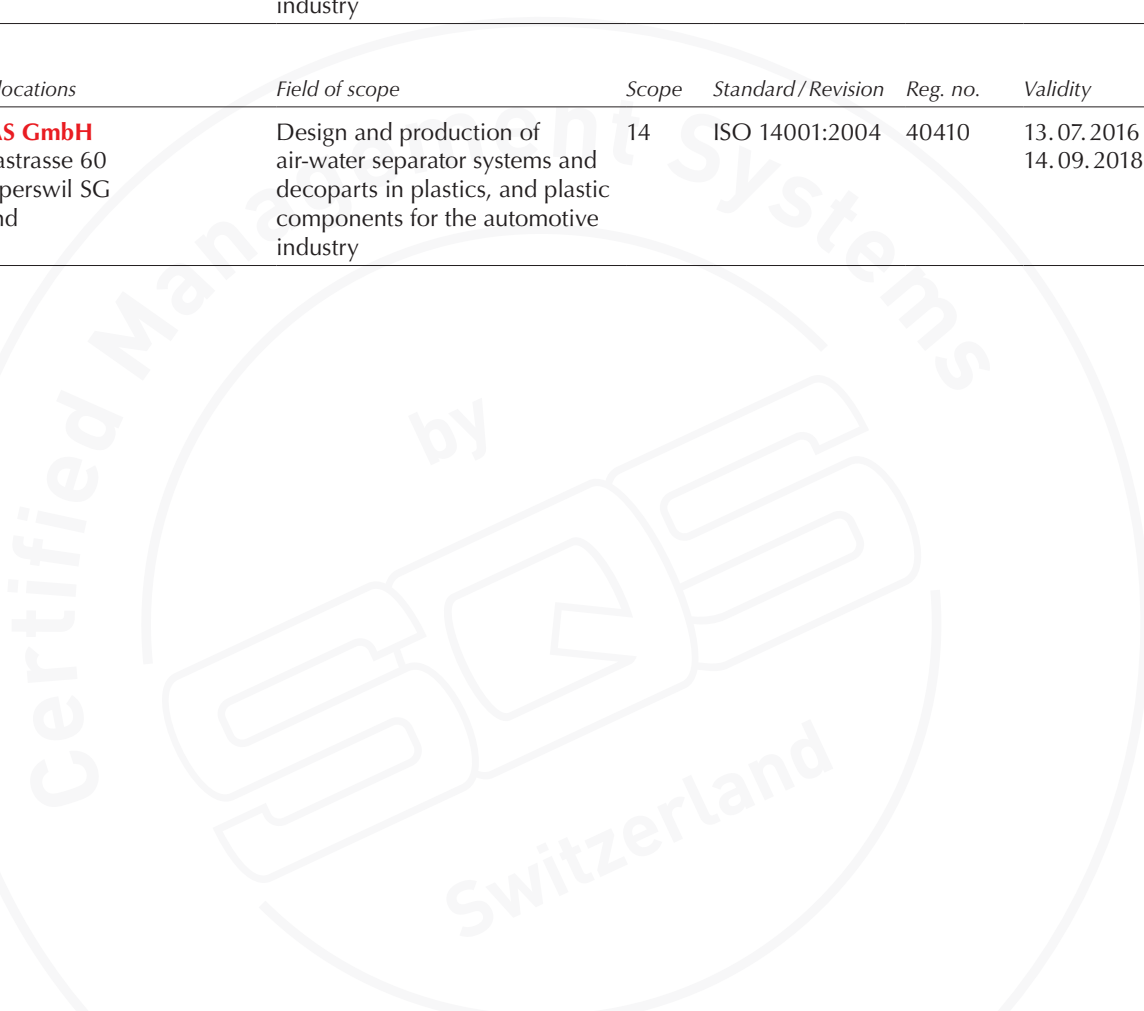 industry
locations Field of scope Scope Standard / Revision Reg. no. Validity
AS GmbH Design and production of 14 ISO 14001:2004 40410 13. 07. 2016
astrasse 60 air-water separator systems and 14. 09. 2018
perswil SG decoparts in plastics, and plastic
nd components for the automotive
industry
Certified Management Systems
by
SQS
Switzerland